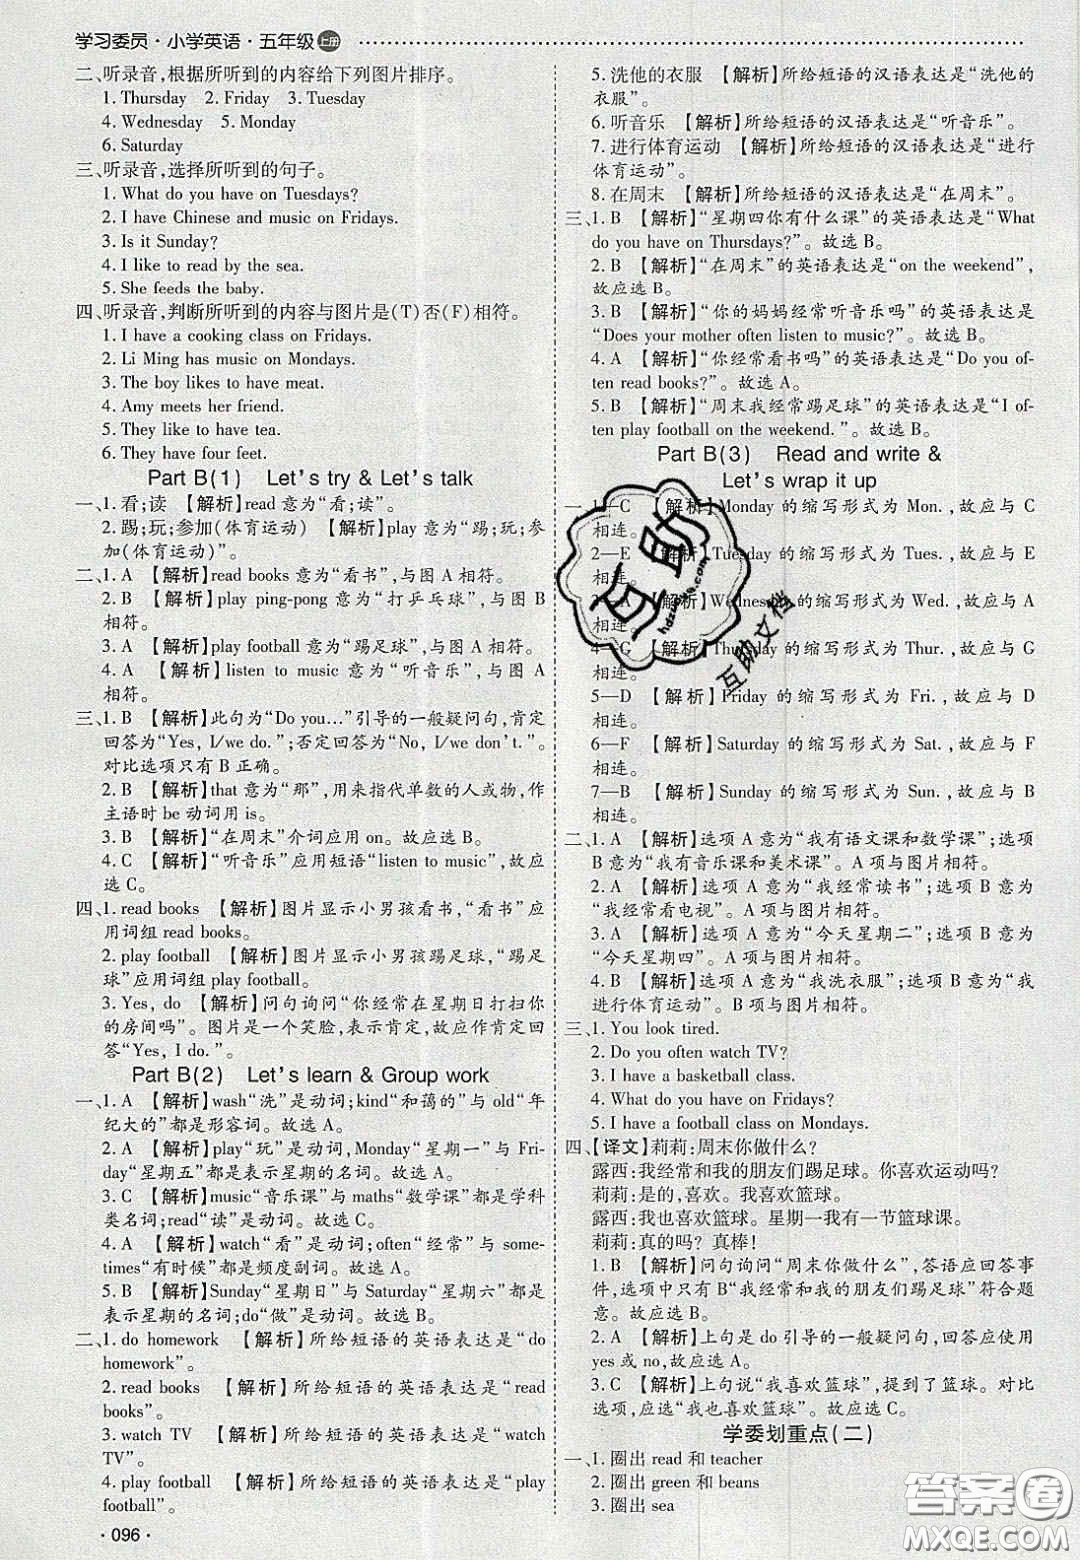 学习委员·小学英语·五年级 上册
二、听录音,根据所听到的内容给下列图片排序。
1. Thursday 2. Friday 3. Tuesday
4. Wednesday 5. Monday
6. Saturday
三、听录音,选择所听到的句子。
1. What do you have on Tuesdays?
2. I have Chinese and music on Fridays.
3. Is it Sunday?
4. I like to read by the sea.
5. She feeds the baby.
四、听录音,判断所听到的内容与图片是(T)否(F)相符。
1. I have a cooking class on Fridays.
2. Li Ming has music on Mondays.
3. The boy likes to have meat.
4. Amy meets her friend.
5. They like to have tea.
6. They have four feet.
Part B(1) Let's try & Let's talk
一、1. 看;读 【解析】read 意为“看;读”。
2. 踢;玩;参加(体育运动) 【解析】play 意为“踢;玩;参
加(体育运动)”。
二、1. A 【解析】read books 意为“看书”,与图 A 相符。
2. B 【解析】play ping-pong 意为“打乒乓球”,与图 B
相符。
3. A 【解析】play football 意为“踢足球”,与图 A 相符。
4. A 【解析】listen to music 意为“听音乐”,与图 A
相符。
三、1. B 【解析】此句为“Do you...”引导的一般疑问句,肯定
回答为“Yes, I/we do.”;否定回答为“No, I/we don't.”。
对比选项只有 B 正确。
2. B 【解析】that 意为“那”,用来指代单数的人或物,作
主语时 be 动词用 is。
3. B 【解析】“在周末”介词应用 on。故应选 B。
4. C 【解析】“听音乐”应用短语“listen to music”,故应
选 C。
四、1. read books 【解析】图片显示小男孩看书,“看书”应
用词组 read books。
2. play football 【解析】图片显示小男孩踢足球,“踢足
球”应用词组 play football。
3. Yes, do 【解析】问句询问“你经常在星期日打扫你
的房间吗”。图片是一个笑脸,表示肯定,故应作肯定回
答“Yes, I do.”。
Part B(2) Let's learn & Group work
一、1. A 【解析】wash“洗”是动词;kind“和蔼的”与 old“年
纪大的”都是形容词。故选 A。
2. A 【解析】play“玩”是动词,Monday“星期一”与 Fri-
day“星期五”都是表示星期的名词。故选 A。
3. C 【解析】music“音乐课”与 maths“数学课”都是学科
类名词;read“读”是动词。故选 C。
4. A 【解析】watch“看”是动词;often“经常”与 some-
times“有时候”都是频度副词。故选 A。
5. B 【解析】Sunday“星期日”与 Saturday“星期六”都是
表示星期的名词;do“做”是动词。故选 B。
二、1. do homework 【解析】所给短语的英语表达是“do
homework”。
2. read books 【解析】所给短语的英语表达是“read
books”。
3. watch TV 【解析】所给短语的英语表达是“watch
TV”。
4. play football 【解析】所给短语的英语表达是“play
football”。
·096·
5. 洗他的衣服 【解析】所给短语的汉语表达是“洗他的
衣服”。
6. 听音乐 【解析】所给短语的汉语表达是“听音乐”。
7. 进行体育运动 【解析】所给短语的汉语表达是“进行
体育运动”。
8. 在周末 【解析】所给短语的汉语表达是“在周末”。
三、1. B 【解析】“星期四你有什么课”的英语表达是“What
do you have on Thursdays?”。故选 B。
2. B 【解析】“在周末”的英语表达是“on the weekend”,
故应选 B。
3. B 【解析】“你的妈妈经常听音乐吗”的英语表达是
“Does your mother often listen to music?”。故选 B。
4. A 【解析】“你经常看书吗”的英语表达是“Do you of-
ten read books?”。故选 A。
5. B 【解析】“周末我经常踢足球”的英语表达是“I of-
ten play football on the weekend.”。故应选 B。
Part B(3) Read and write &
Let's wrap it up
一、1—C 【解析】Monday 的缩写形式为 Mon.,故应与 C
相连。
2—E 【解析】Tuesday 的缩写形式为 Tues.,故应与 E
相连。
3—A 【解析】Wednesday 的缩写形式为 Wed.,故应与 A
相连。
4—G 【解析】Thursday 的缩写形式为 Thur.,故应与 G
相连。
5—D 【解析】Friday 的缩写形式为 Fri.,故应与 D
相连。
6—F 【解析】Saturday 的缩写形式为 Sat.,故应与 F
相连。
7—B 【解析】Sunday 的缩写形式为 Sun.,故应与 B
相连。
二、1. A 【解析】选项 A 意为“我有语文课和数学课”;选项
B 意为“我有音乐课和美术课”。A 项与图片相符。
2. A 【解析】选项 A 意为“我经常读书”;选项 B 意为
“我经常看电视”。A 项与图片相符。
3. A 【解析】选项 A 意为“今天星期二”;选项 B 意为
“今天星期四”。A 项与图片相符。
4. B 【解析】选项 A 意为“我洗衣服”;选项 B 意为“我
进行体育运动”。B 项与图片相符。
三、1. You look tired.
2. Do you often watch TV?
3. I have a basketball class.
4. What do you have on Fridays?
5. I have a football class on Mondays.
四、【译文】莉莉:周末你做什么?
露西:我经常和我的朋友们踢足球。你喜欢运动吗?
莉莉:是的,喜欢。我喜欢篮球。
露西:我也喜欢篮球。星期一我有一节篮球课。
莉莉:真的吗? 真棒!
1. B 【解析】问句询问“周末你做什么”,答语应回答事
件,选项中只有 B“我经常和我的朋友们踢足球”符合题
意。故应选 B。
2. A 【解析】上句是 do 引导的一般疑问句,回答应使用
yes 或 no,故应选 A。
3. C 【解析】上句说“我喜欢篮球”,提到了篮球。对比
选项,应选“我也喜欢篮球”。故应选 C。
学委划重点(二)
一、1. 圈出 read 和 teacher
2. 圈出 green 和 beans
3. 圈出 sea
互助
hdzuoye.com
互助文档
答案圈
MXQE.COM